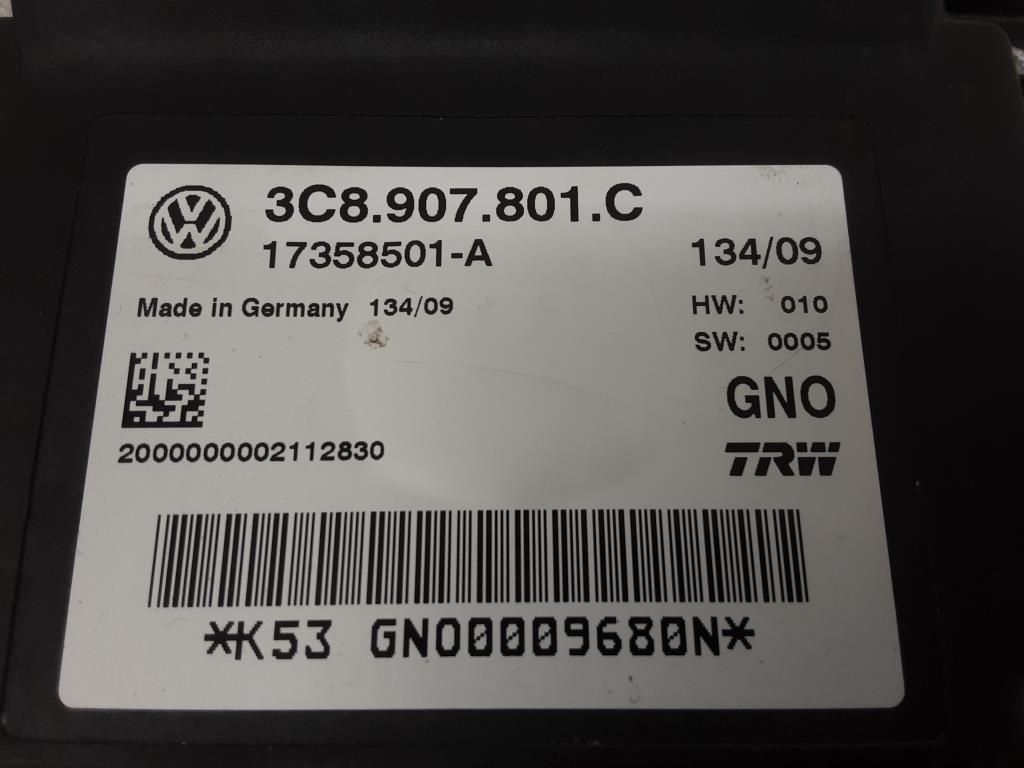 3C8.907.801.C
17358501-A 134/09
Made in Germany 134/09 HW: 010
SW: 0005
GNO
2000000002112830 TRW
*K53 GNO0009680N*